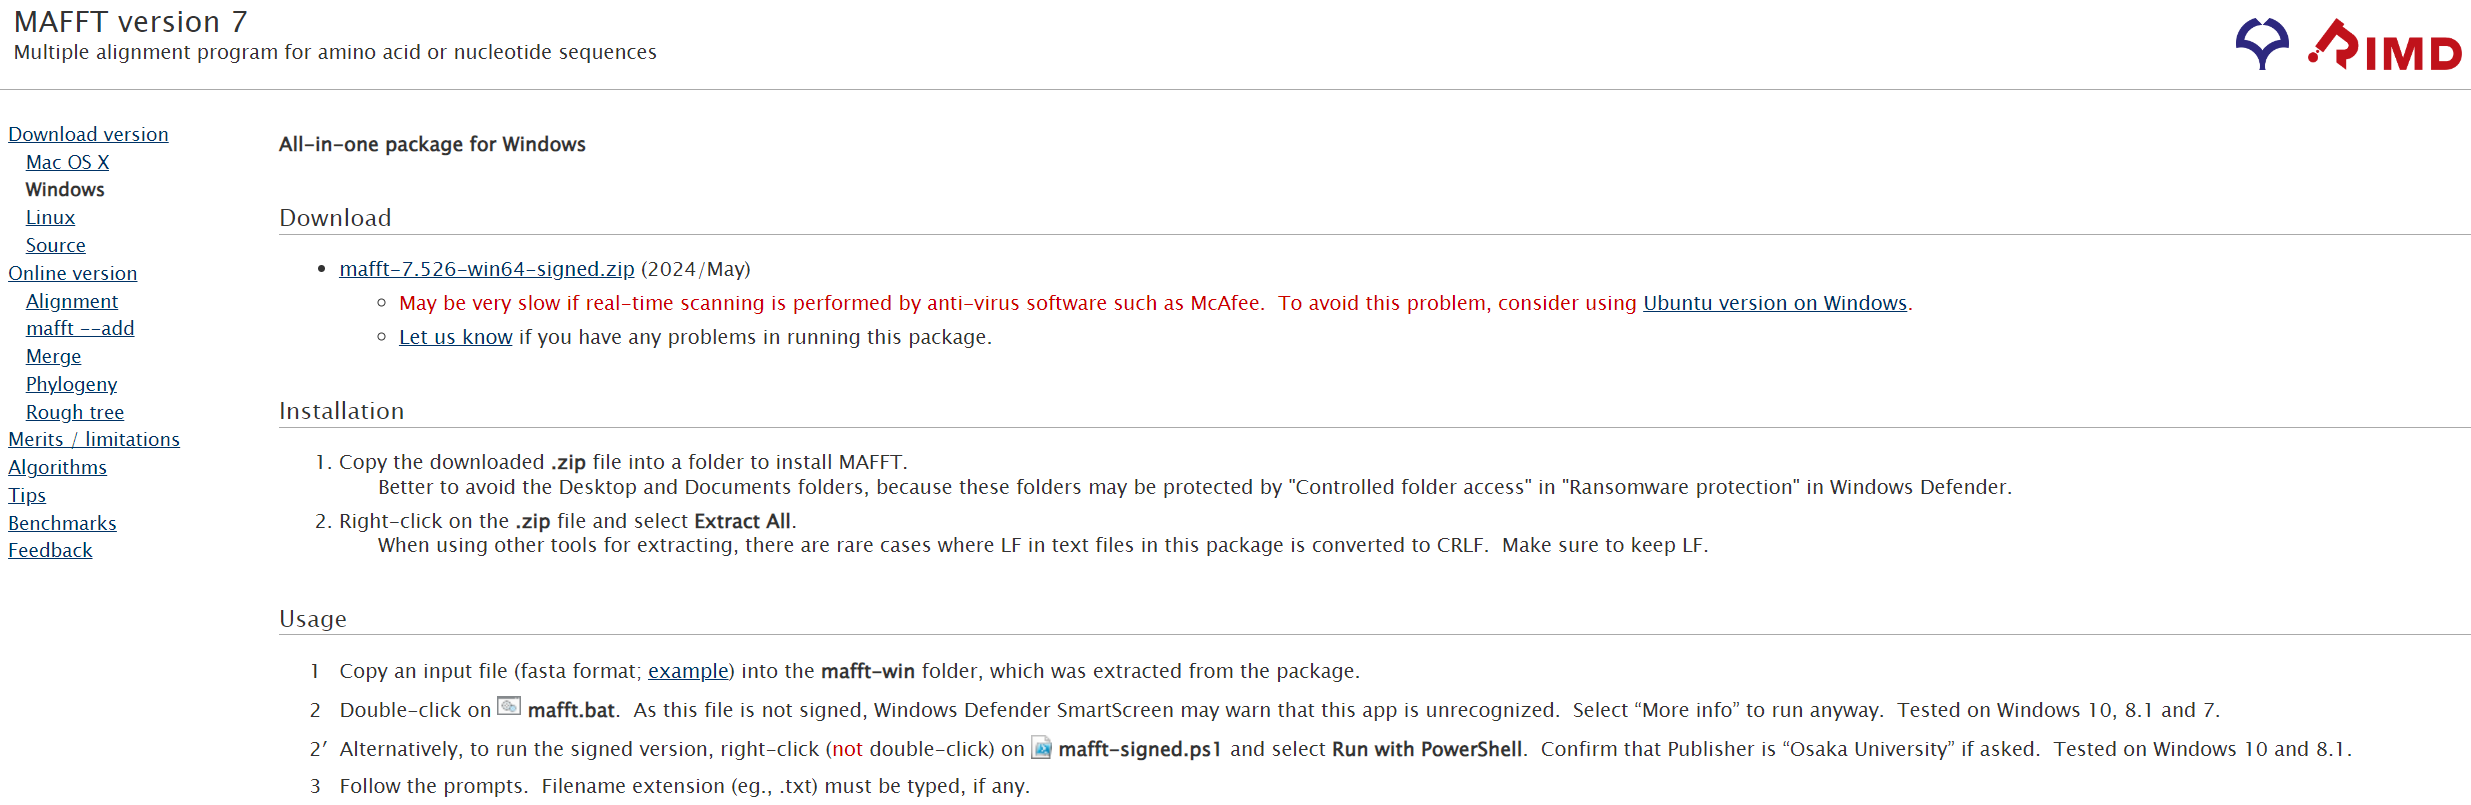 MAFFT version 7
Multiple alignment program for amino acid or nucleotide sequences
RIMD
Download version
Mac OS X
Windows
Linux
Source
Online version
Alignment
mafft --add
Merge
Phylogeny
Rough tree
Merits / limitations
Algorithms
Tips
Benchmarks
Feedback
All-in-one package for Windows
Download
• mafft-7.526-win64-signed.zip (2024/May)
◦ May be very slow if real-time scanning is performed by anti-virus software such as McAfee. To avoid this problem, consider using Ubuntu version on Windows.
◦ Let us know if you have any problems in running this package.
Installation
1. Copy the downloaded .zip file into a folder to install MAFFT.
Better to avoid the Desktop and Documents folders, because these folders may be protected by "Controlled folder access" in "Ransomware protection" in Windows Defender.
2. Right-click on the .zip file and select Extract All.
When using other tools for extracting, there are rare cases where LF in text files in this package is converted to CRLF. Make sure to keep LF.
Usage
1 Copy an input file (fasta format; example) into the mafft-win folder, which was extracted from the package.
2 Double-click on mafft.bat. As this file is not signed, Windows Defender SmartScreen may warn that this app is unrecognized. Select “More info” to run anyway. Tested on Windows 10, 8.1 and 7.
2′ Alternatively, to run the signed version, right-click (not double-click) on mafft-signed.ps1 and select Run with PowerShell. Confirm that Publisher is “Osaka University” if asked. Tested on Windows 10 and 8.1.
3 Follow the prompts. Filename extension (eg., .txt) must be typed, if any.